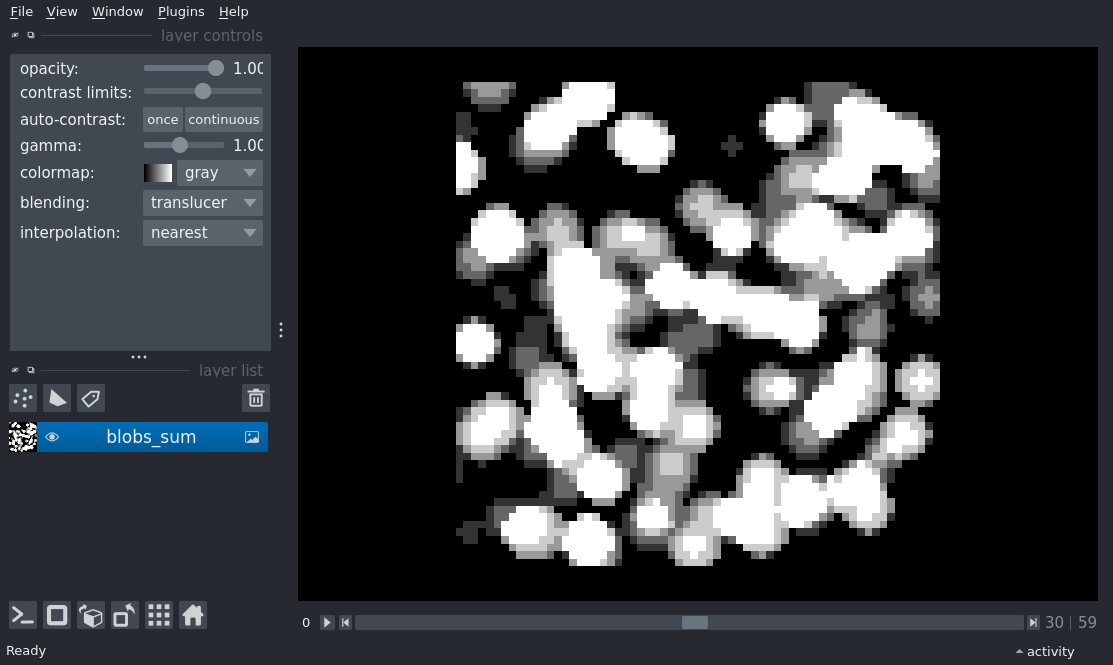 File View Window Plugins Help
layer controls
opacity: 1.00
contrast limits:
auto-contrast: once continuous
gamma: 1.00
colormap: gray
blending: translucer
interpolation: nearest
layer list
blobs_sum
0 30 | 59
Ready activity